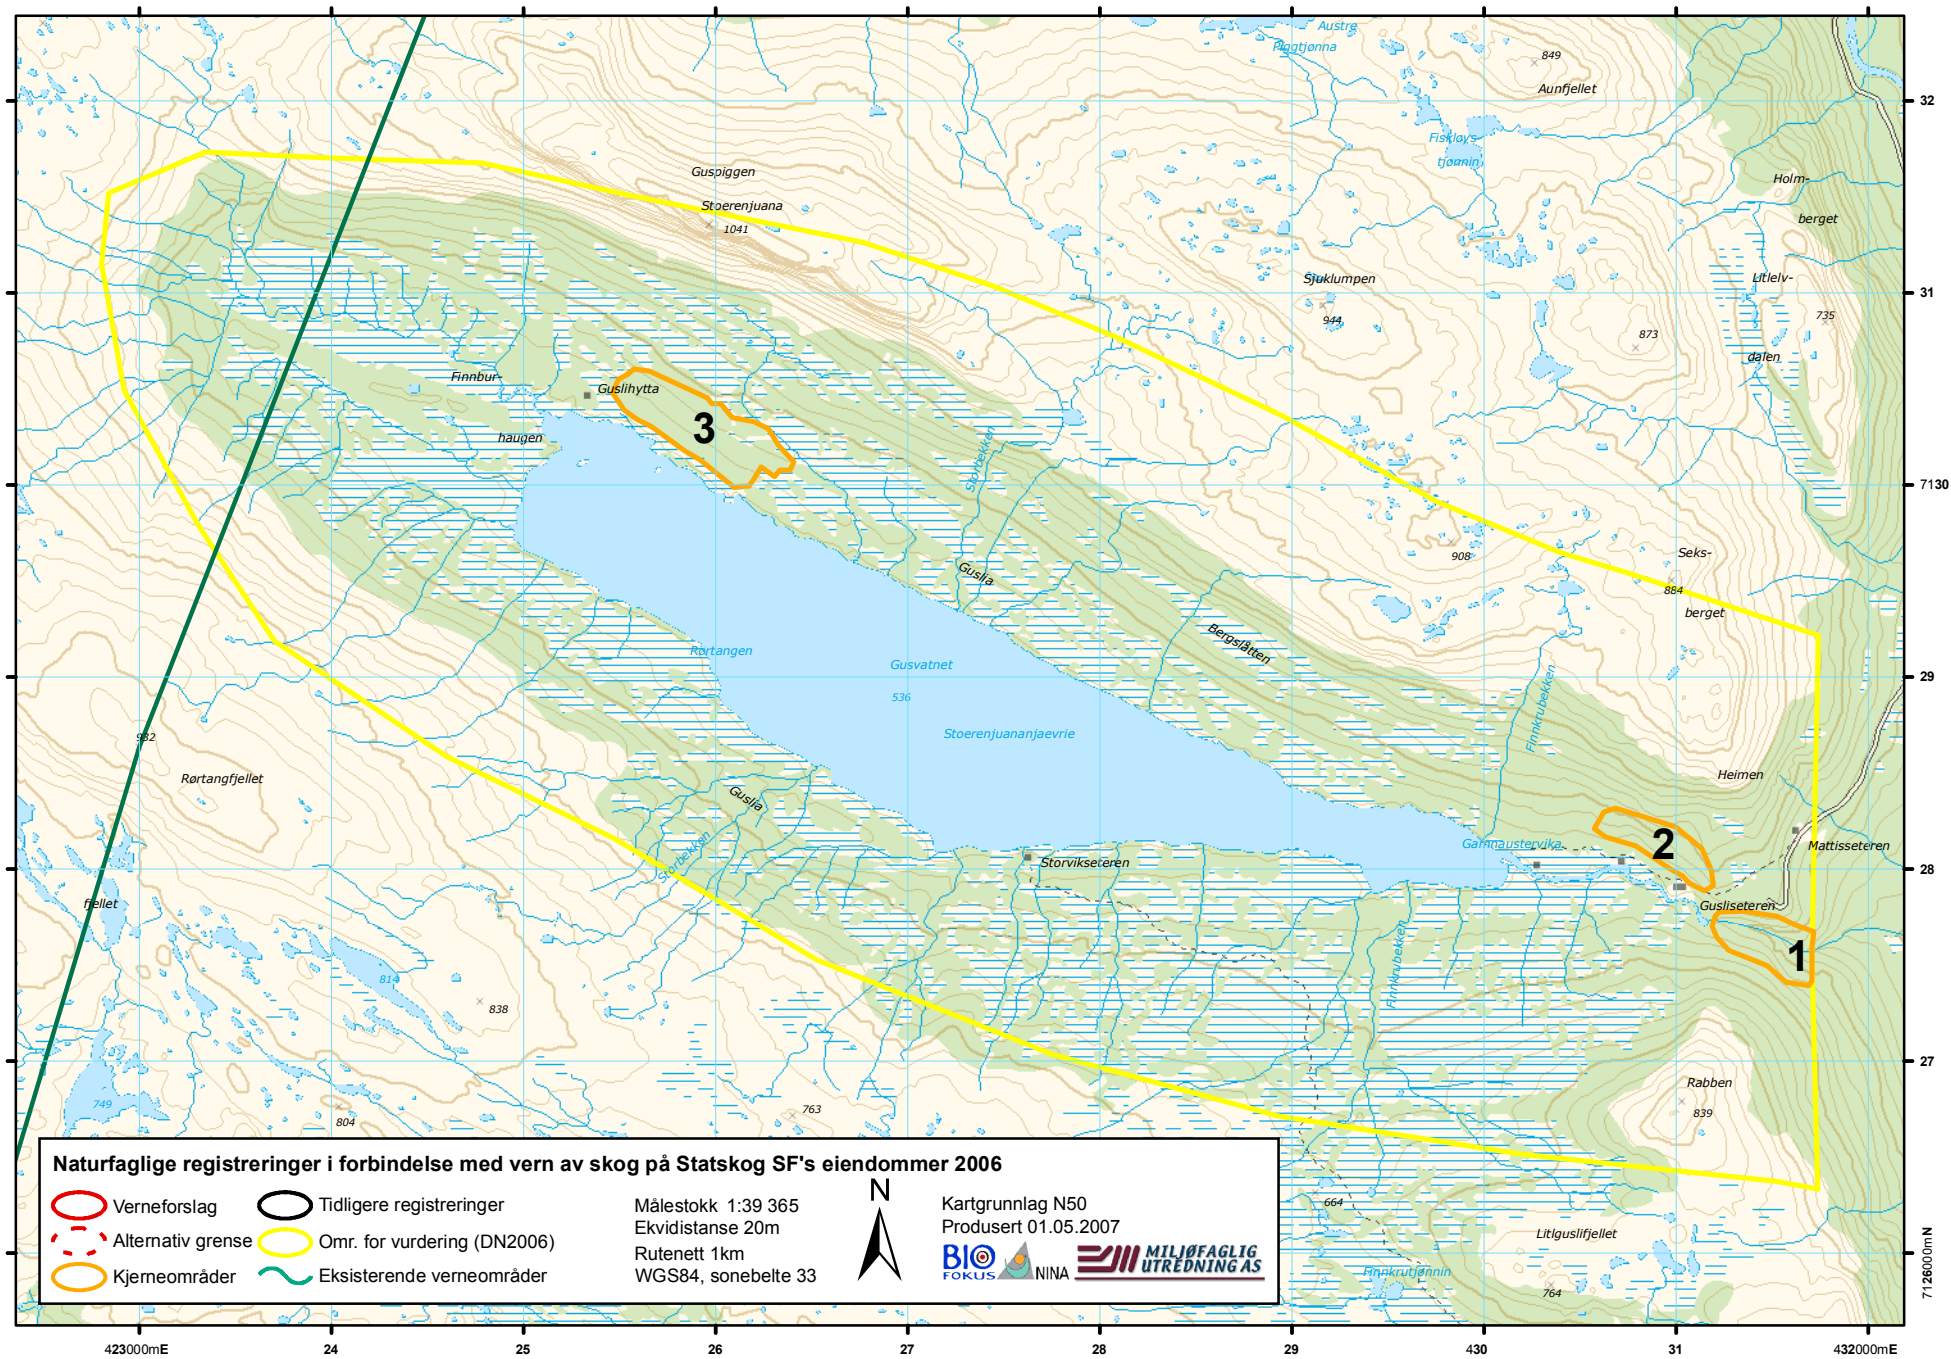 Austre
Piggtjønna
849
Aunfjellet
32
Fiskløys-
tjønnin
Guspiggen
Holm-
berget
Stoerenjuana
1041
Sjuklumpen
944
Litlelv-
dalen
735
31
873
Finnbur-
haugen
Guslihytta
3
Storbekken
7130
908
Seks-
berget
884
Guslia
Bergslåtten
Rørtangen
Gusvatnet
536
Stoerenjuananjaevrie
29
Finnkrubekken
932
Rørtangfjellet
Heimen
Guslia
Storbekken
Garnnaustervika
2
Mattisseteren
Storvikseteren
28
fjellet
Gusliseteren
Finnkrubekken
1
814
838
27
Rabben
839
749
804
763
664
Litlguslifjellet
Finnkrutjønnin
764
7126000mN
Naturfaglige registreringer i forbindelse med vern av skog på Statskog SF's eiendommer 2006
Verneforslag
Alternativ grense
Kjerneområder
Tidligere registreringer
Omr. for vurdering (DN2006)
Eksisterende verneområder
Målestokk 1:39 365
Ekvidistanse 20m
Rutenett 1km
WGS84, sonebelte 33
N
Kartgrunnlag N50
Produsert 01.05.2007
BIO
FOKUS
NINA
MILJØFAGLIG
UTREDNING AS
423000mE
24
25
26
27
28
29
430
31
432000mE